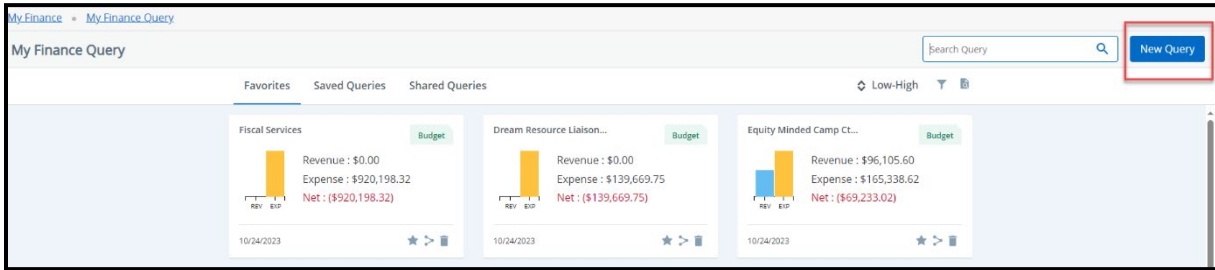 My Finance • My Finance Query
My Finance Query
Search Query
New Query
Favorites Saved Queries Shared Queries
Low-High
Fiscal Services
Budget
Revenue : $0.00
Expense : $920,198.32
Net : ($920,198.32)
REV EXP
10/24/2023
Dream Resource Liaison...
Budget
Revenue : $0.00
Expense : $139,669.75
Net : ($139,669.75)
REV EXP
10/24/2023
Equity Minded Camp Ct...
Budget
Revenue : $96,105.60
Expense : $165,338.62
Net : ($69,233.02)
REV EXP
10/24/2023